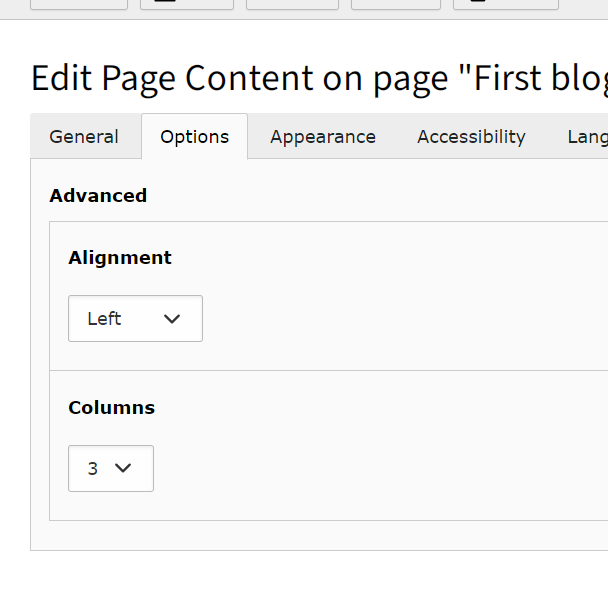 Edit Page Content on page "First blog
General Options Appearance Accessibility Lang
Advanced
Alignment
Left
Columns
3